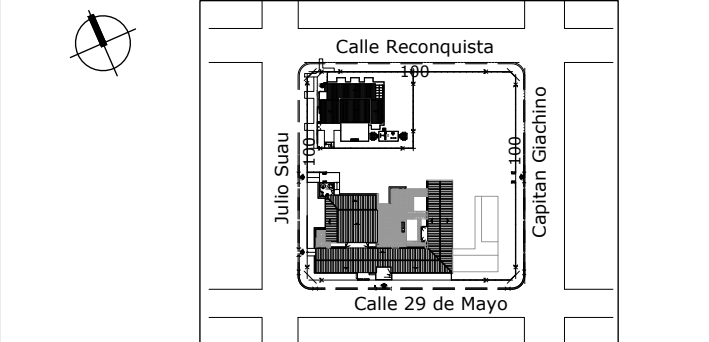 Calle Reconquista
100
Julio Suau
100
100
Capitan Giachino
Calle 29 de Mayo